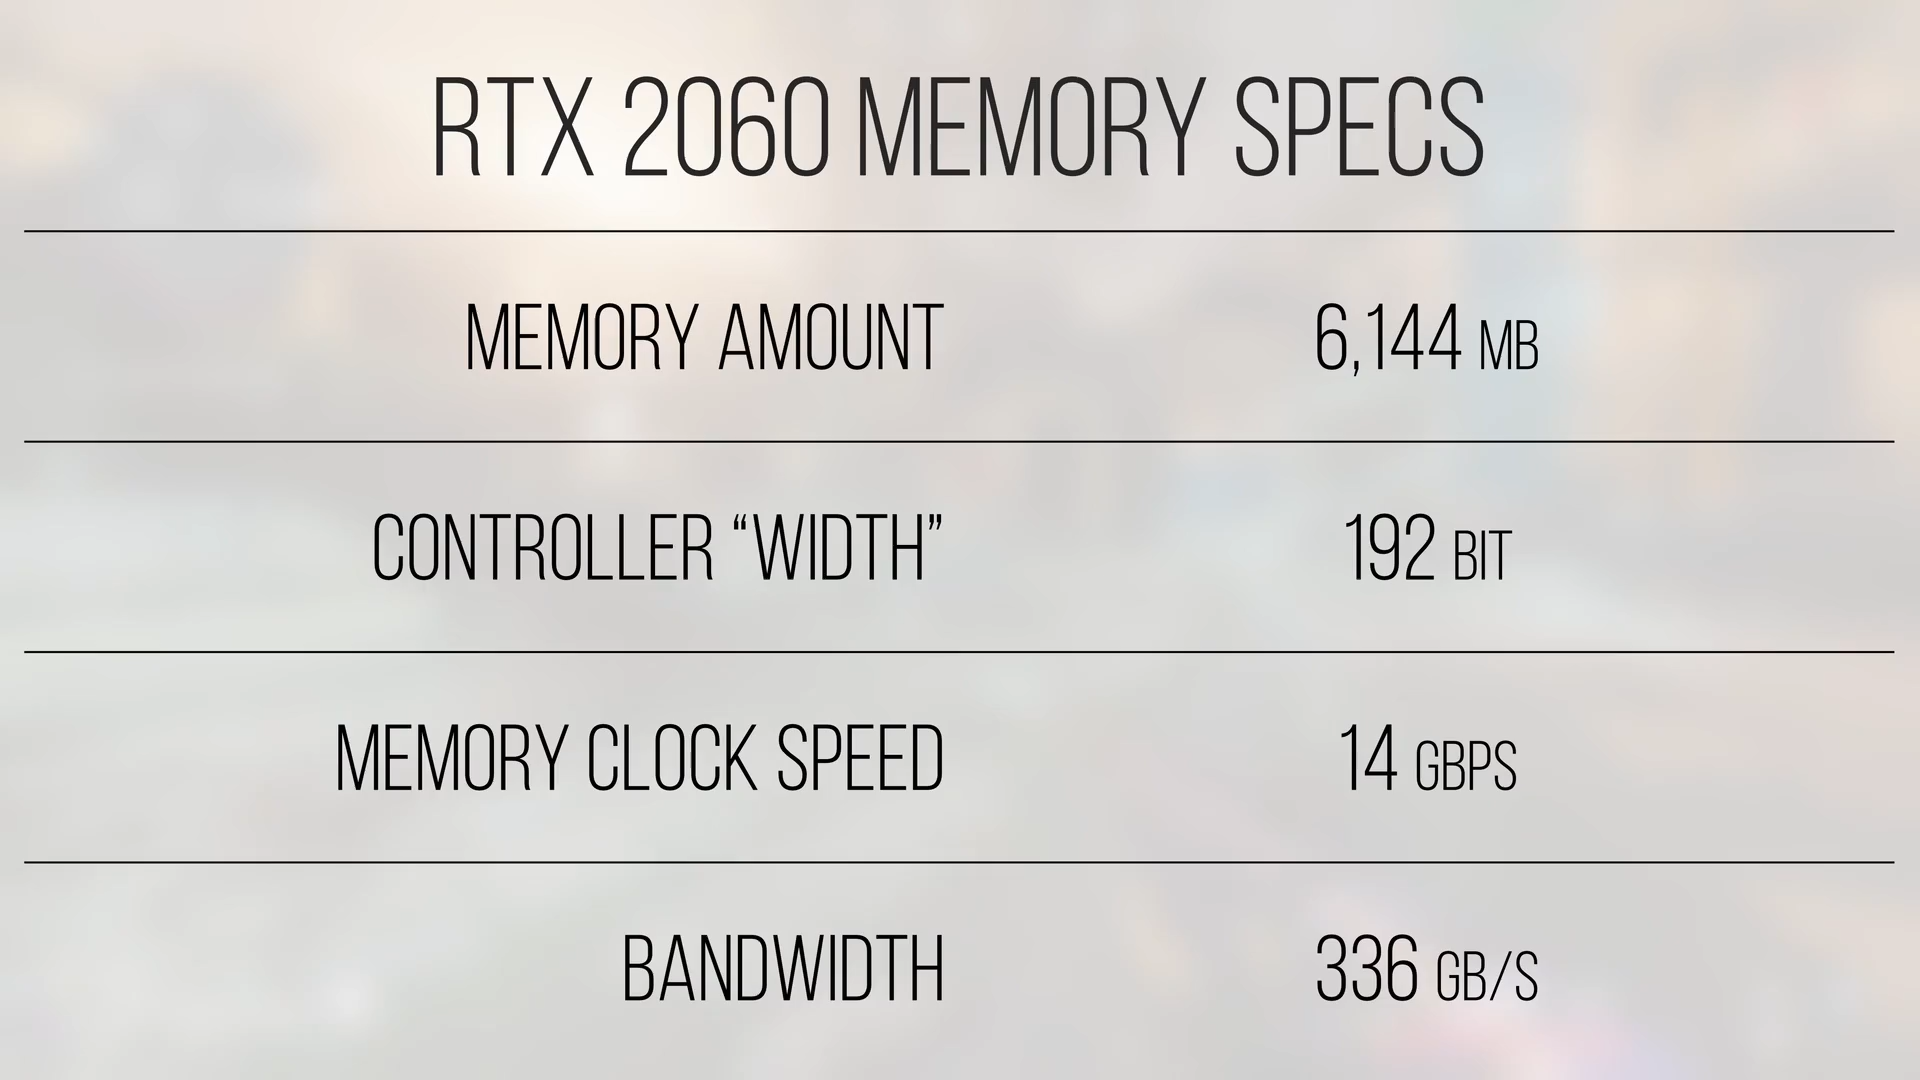 RTX 2060 MEMORY SPECS
MEMORY AMOUNT 6,144 MB
CONTROLLER “WIDTH” 192 BIT
MEMORY CLOCK SPEED 14 GBPS
BANDWIDTH 336 GB/S